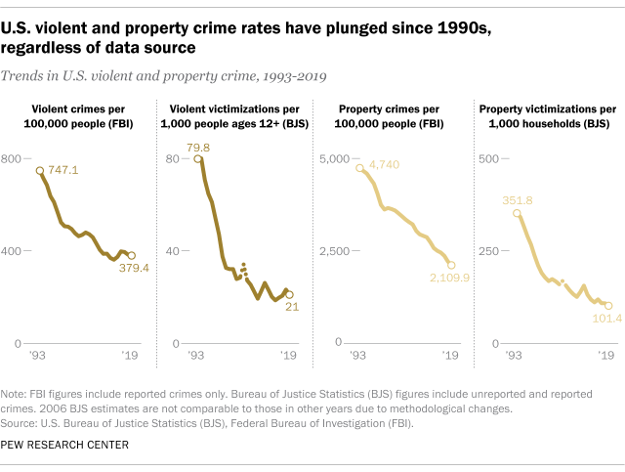 U.S. violent and property crime rates have plunged since 1990s,
regardless of data source
Trends in U.S. violent and property crime, 1993-2019
Violent crimes per
100,000 people (FBI)
800
747.1
400
379.4
0
'93
'19
Violent victimizations per
1,000 people ages 12+ (BJS)
79.8
80
40
21
0
'93
'19
Property crimes per
100,000 people (FBI)
5,000
4,740
2,500
2,109.9
0
'93
'19
Property victimizations per
1,000 households (BJS)
500
351.8
250
101.4
0
'93
'19
Note: FBI figures include reported crimes only. Bureau of Justice Statistics (BJS) figures include unreported and reported
crimes. 2006 BJS estimates are not comparable to those in other years due to methodological changes.
Source: U.S. Bureau of Justice Statistics (BJS), Federal Bureau of Investigation (FBI).
PEW RESEARCH CENTER